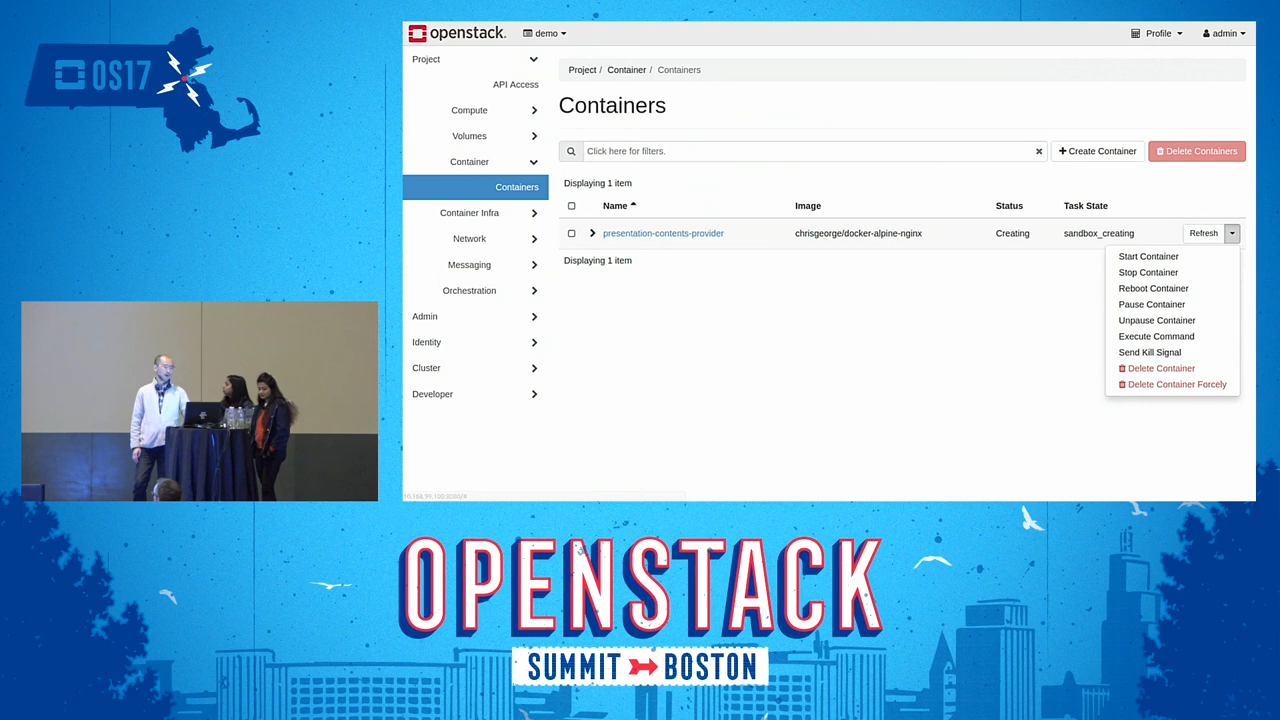 OS17
openstack.
demo
Profile
admin
Project
API Access
Compute
Volumes
Container
Containers
Container Infra
Network
Messaging
Orchestration
Admin
Identity
Cluster
Developer
Project / Container / Containers
Containers
Click here for filters.
Create Container
Delete Containers
Displaying 1 item
Name Image Status Task State
presentation-contents-provider chrisgeorge/docker-alpine-nginx Creating sandbox_creating Refresh
Displaying 1 item
Start Container
Stop Container
Reboot Container
Pause Container
Unpause Container
Execute Command
Send Kill Signal
Delete Container
Delete Container Forcely
OPENSTACK
SUMMIT BOSTON